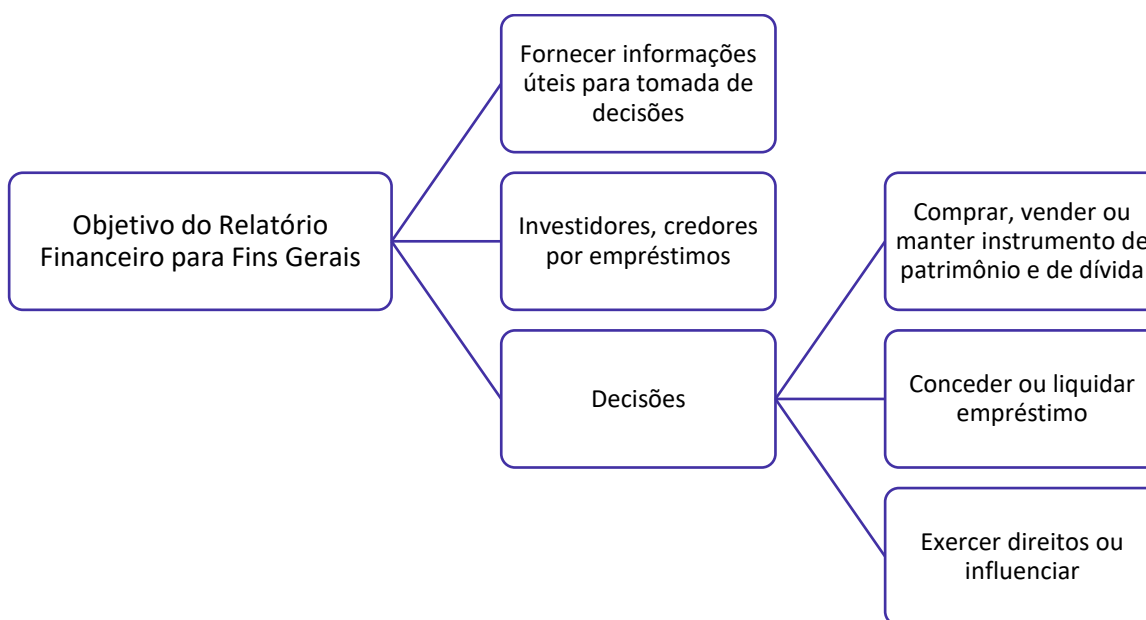 Fornecer informações
úteis para tomada de
decisões
Objetivo do Relatório
Financeiro para Fins Gerais
Investidores, credores
por empréstimos
Decisões
Comprar, vender ou
manter instrumento de
patrimônio e de dívida
Conceder ou liquidar
empréstimo
Exercer direitos ou
influenciar